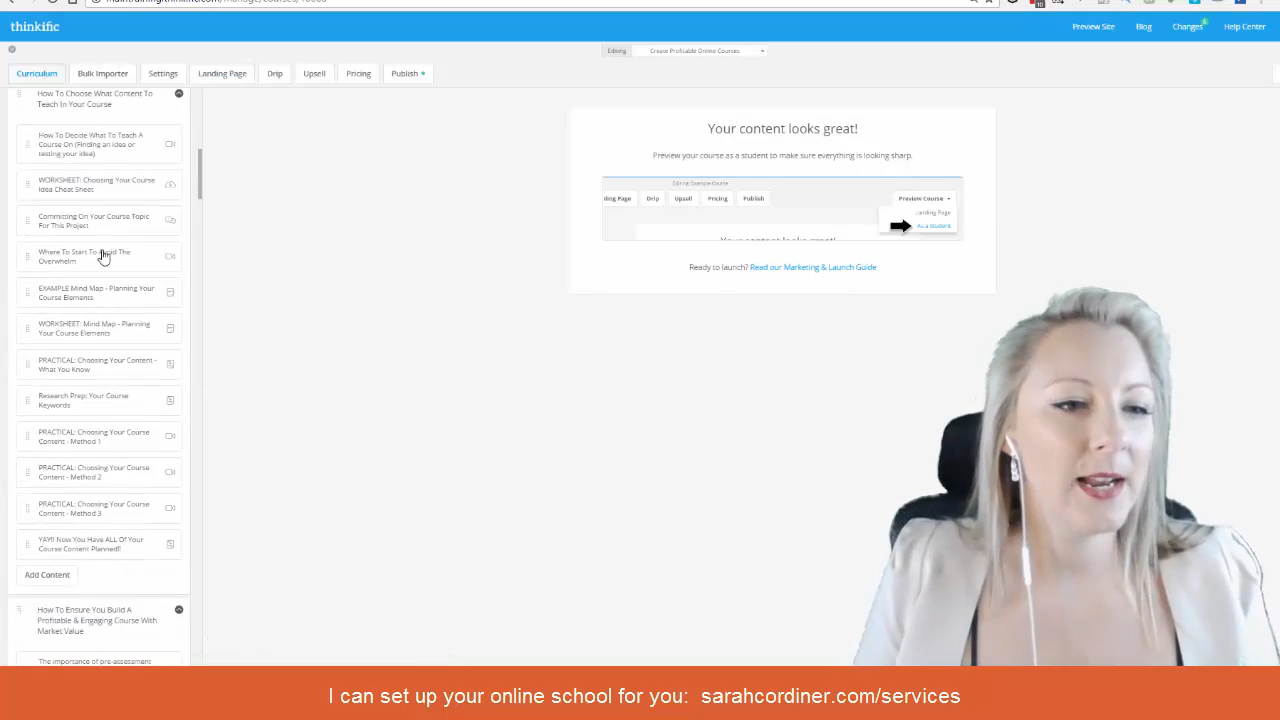 thinkific
Preview Site
Blog
Changes
6
Help Center
Editing
Create Profitable Online Courses
Curriculum
Bulk Importer
Settings
Landing Page
Drip
Upsell
Pricing
Publish
How To Choose What Content To
Teach In Your Course
How To Decide What To Teach A
Course On (Finding an idea or
testing your idea)
WORKSHEET: Choosing Your Course
Idea Cheat Sheet
Committing On Your Course Topic
For This Project
Where To Start To Avoid The
Overwhelm
EXAMPLE Mind Map - Planning Your
Course Elements
WORKSHEET: Mind Map - Planning
Your Course Elements
PRACTICAL: Choosing Your Content -
What You Know
Research Prep: Your Course
Keywords
PRACTICAL: Choosing Your Course
Content - Method 1
PRACTICAL: Choosing Your Course
Content - Method 2
PRACTICAL: Choosing Your Course
Content - Method 3
YAY!! Now You Have ALL Of Your
Course Content Planned!!
Add Content
How To Ensure You Build A
Profitable & Engaging Course With
Market Value
The importance of pre-assessment
Your content looks great!
Preview your course as a student to make sure everything is looking sharp.
Editing Example Course
ding Page
Drip
Upsell
Pricing
Publish
Preview Course
Landing Page
As a student
Ready to launch? Read our Marketing & Launch Guide
I can set up your online school for you: sarahcordiner.com/services